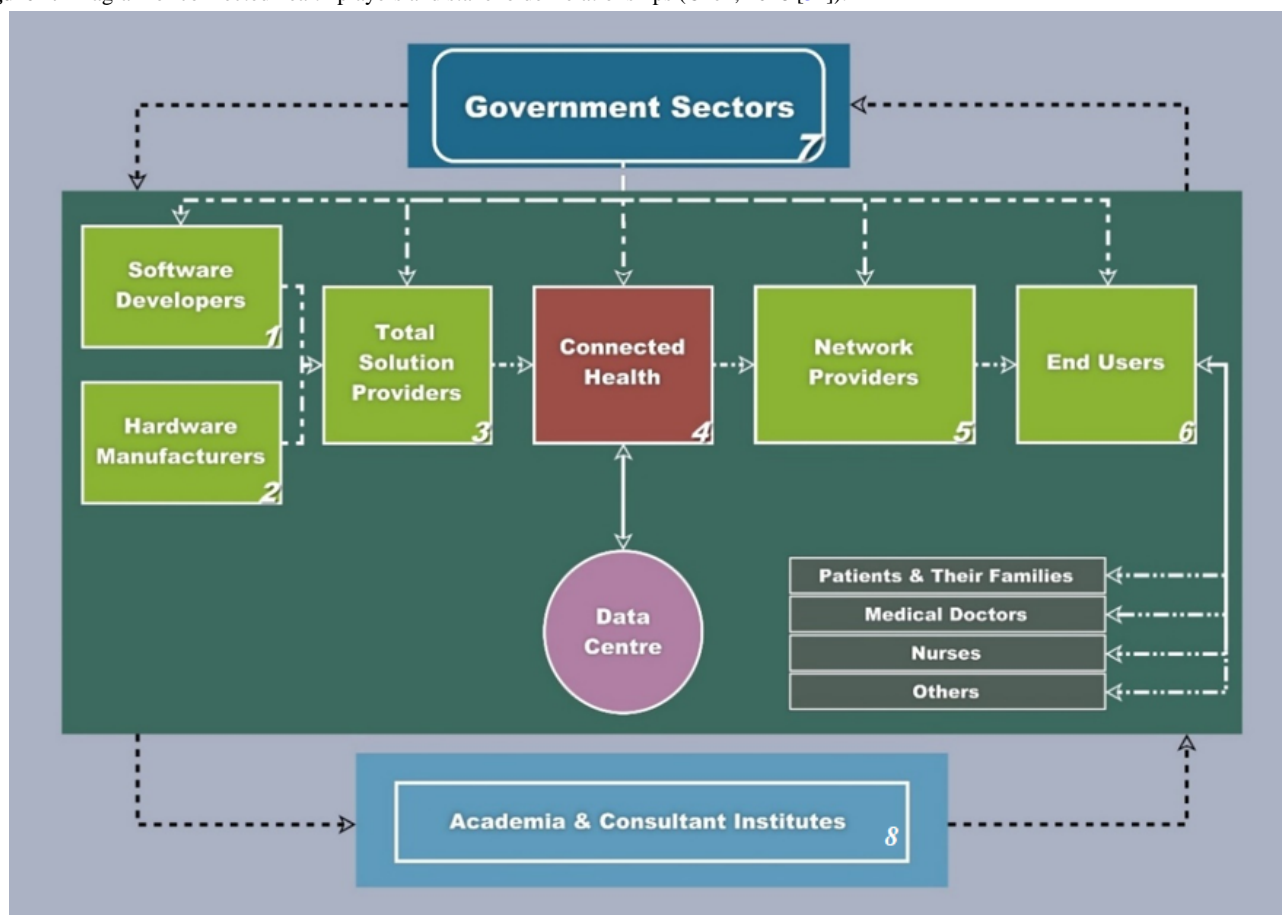 Government Sectors
7
Software
Developers
1
Hardware
Manufacturers
2
Total
Solution
Providers
3
Connected
Health
4
Network
Providers
5
End Users
6
Data
Centre
Patients & Their Families
Medical Doctors
Nurses
Others
Academia & Consultant Institutes
8